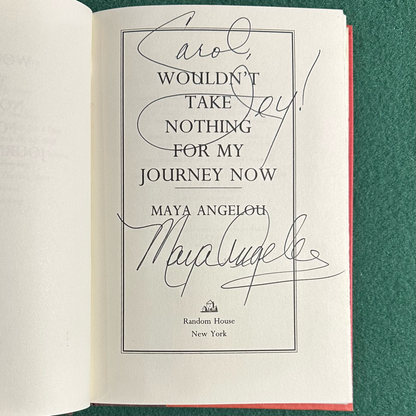 Carol,
WOULDN'T
TAKE
Joy!
NOTHING
FOR MY
JOURNEY NOW
MAYA ANGELOU
Maya Angelou
Random House
New York